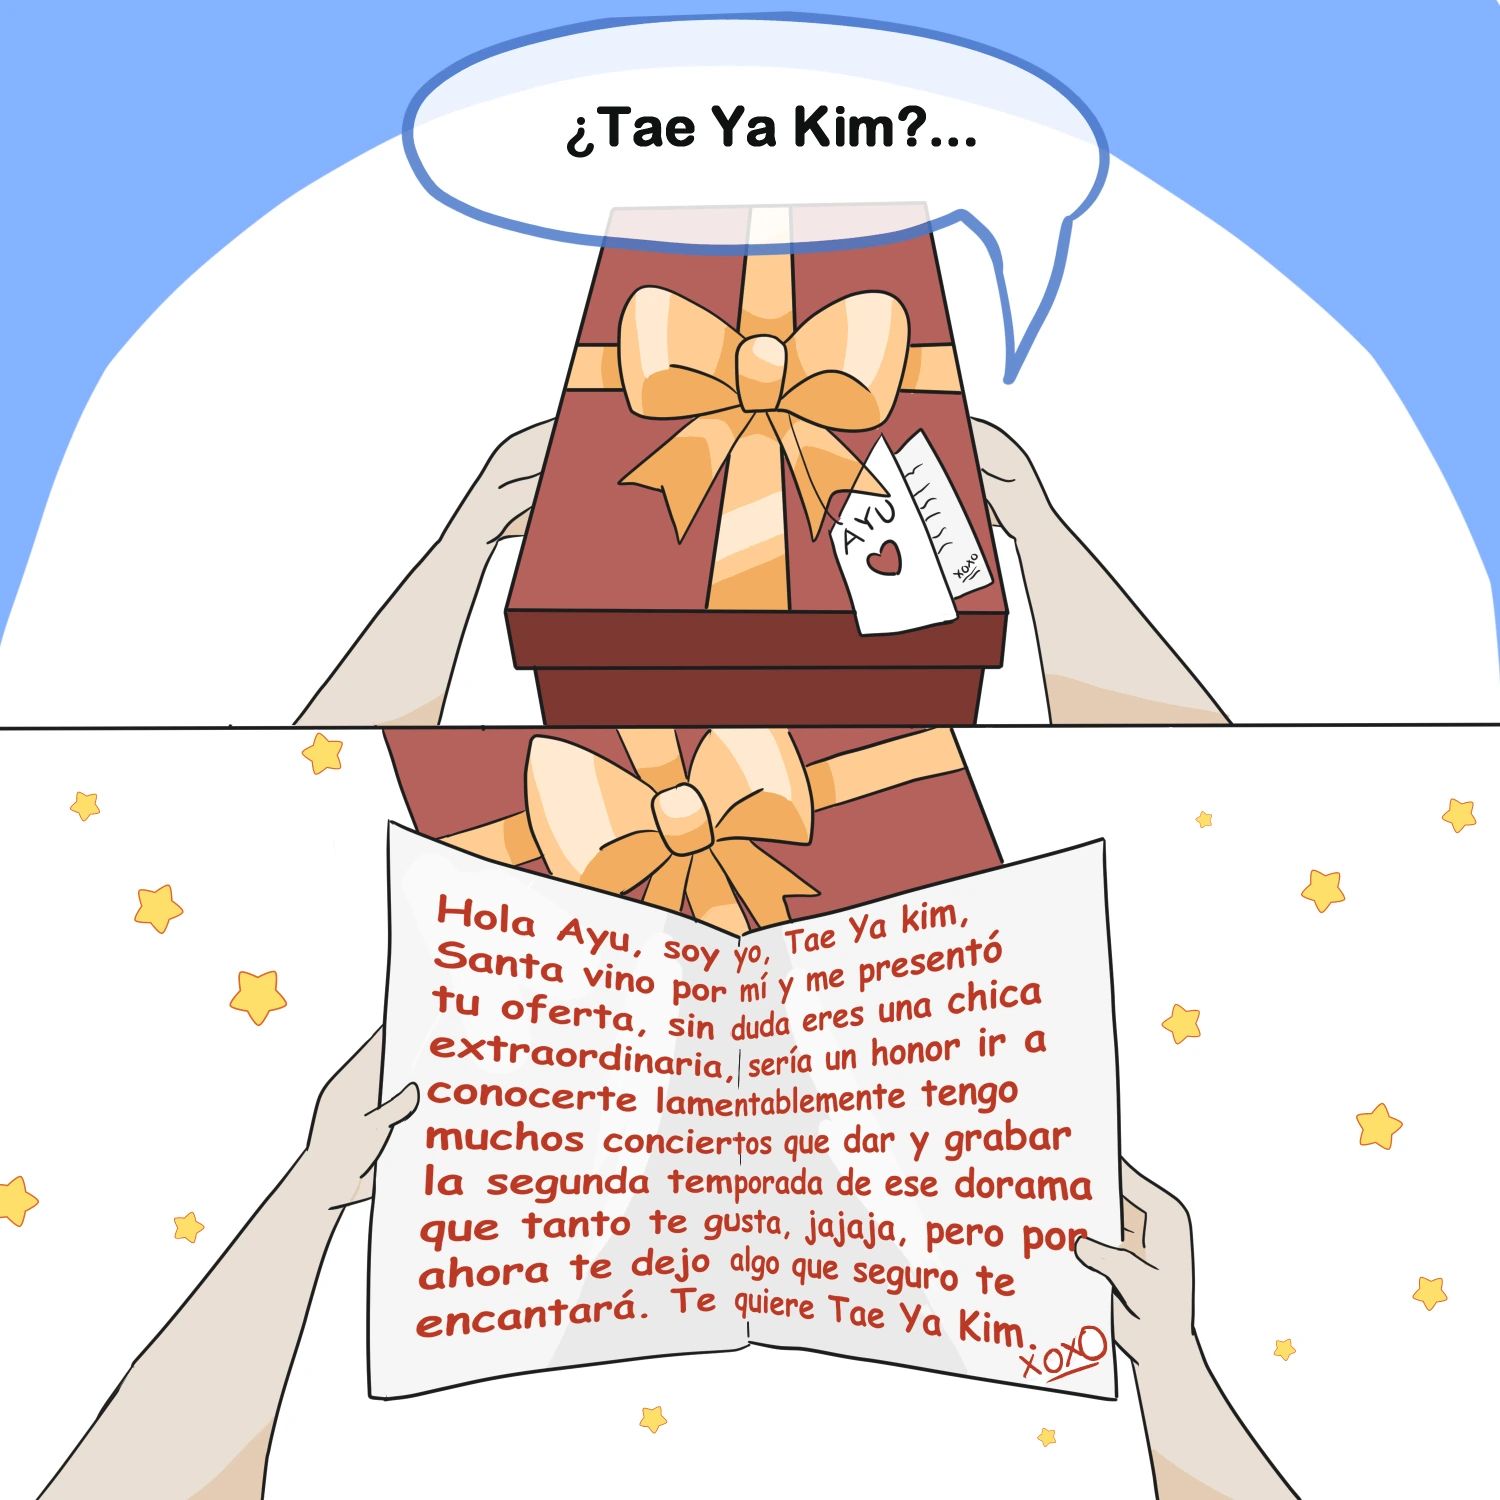 ¿Tae Ya Kim?...
AYU
xoxo
Hola Ayu, soy yo, Tae Ya kim,
Santa vino por mí y me presentó
tu oferta, sin duda eres una chica
extraordinaria, sería un honor ir a
conocerte lamentablemente tengo
muchos conciertos que dar y grabar
la segunda temporada de ese dorama
que tanto te gusta, jajaja, pero por
ahora te dejo algo que seguro te
encantará. Te quiere Tae Ya Kim.
xoxo